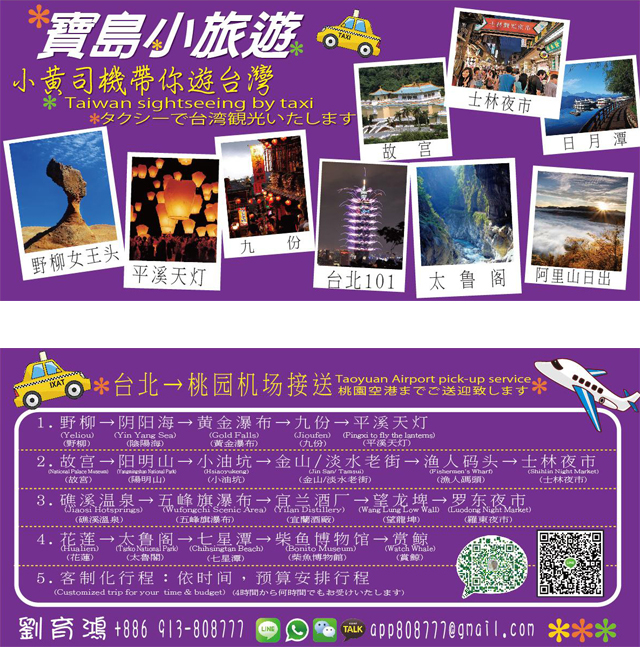 寶島小旅遊
TAXI
小黃司機帶你遊台灣
Taiwan sightseeing by taxi
タクシーで台湾観光いたします
士林夜市
日月潭
故宫
野柳女王头
平溪天灯
九份
台北101
太鲁阁
阿里山日出
TAXI
台北→桃园机场接送 Taoyuan Airport pick-up service
桃園空港までご送迎致します
1.野柳→阴阳海→黄金瀑布→九份→平溪天灯
(Yeliou) (Yin Yang Sea) (Gold Falls) (Jioufen) (Pingxi to fly the lanterns)
(野柳) (陰陽海) (黃金瀑布) (九份) (平溪天灯)
2.故宫→阳明山→小油坑→金山/淡水老街→渔人码头→士林夜市
(National Palace Museum) (Yangmingshan National Park) (Hsiaoyukeng) (Jin San/ Tamsui) (Fishermen's Wharf) (Shihlin Night Market)
(故宮) (陽明山) (小油坑) (金山/淡水老街) (漁人碼頭) (士林夜市)
3.礁溪温泉→五峰旗瀑布→宜兰酒厂→望龙埤→罗东夜市
(Jiaosi Hotsprings) (Wufongchi Scenic Area) (Yilan Distillery) (Wang Lung Low Wall) (Luodong Night Market)
(礁溪温泉) (五峰旗瀑布) (宜蘭酒廠) (望龍埤) (羅東夜市)
4.花莲→太鲁阁→七星潭→柴鱼博物馆→赏鲸
(Hualien) (Taroko National Park) (Chihsingtan Beach) (Bonito Museum) (Watch Whale)
(花蓮) (太魯閣) (七星潭) (柴魚博物館) (賞鯨)
5.客制化行程：依时间，预算安排行程
(Customized trip for your time & budget) (4時間から何時間でもお受けいたします)
劉育鴻 +886 913-808777 LINE TALK app808777@gmail.com